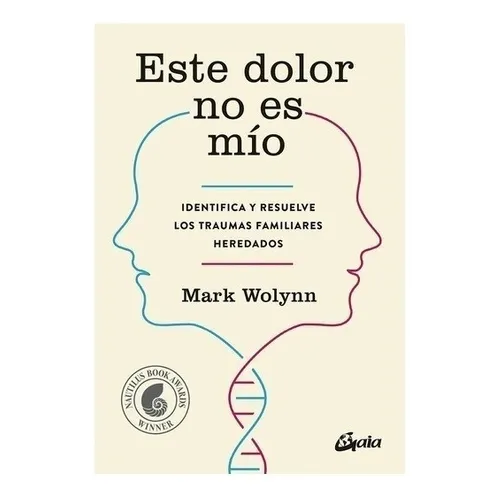 Este dolor
no es
mío
IDENTIFICA Y RESUELVE
LOS TRAUMAS FAMILIARES
HEREDADOS
Mark Wolynn
NAUTILUS BOOK AWARDS
WINNER
Gaia